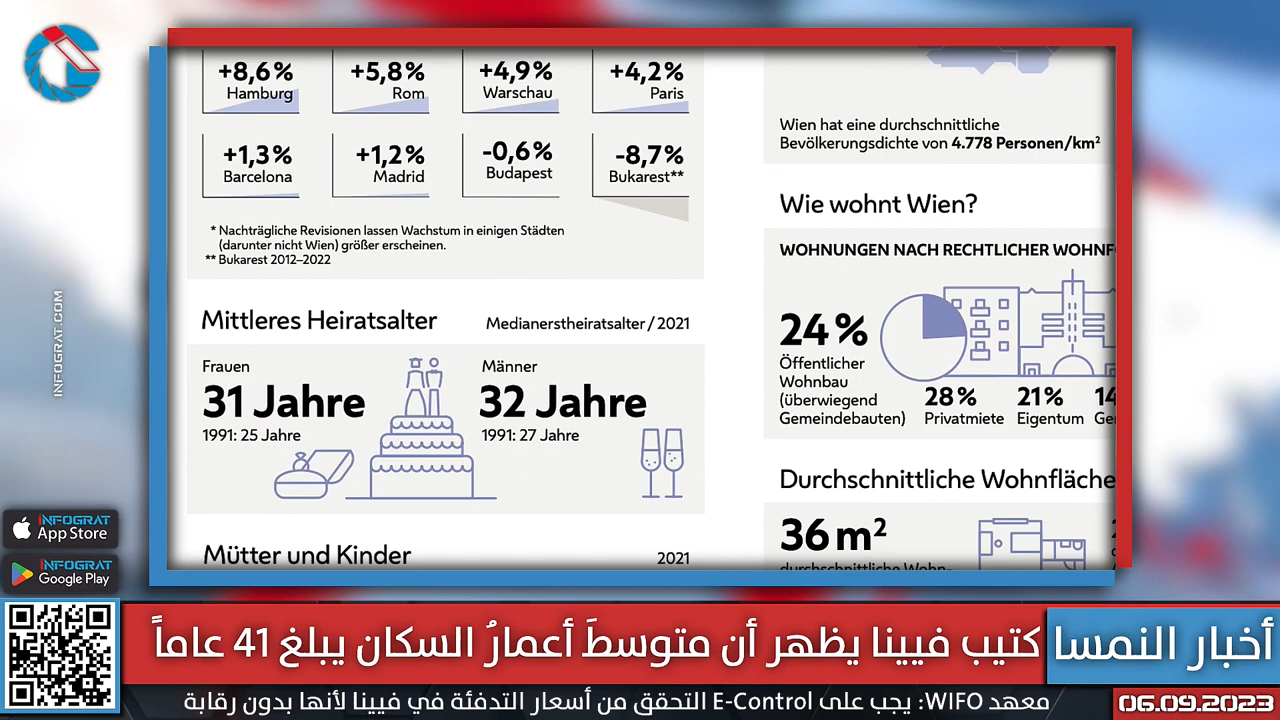 +8,6 %
Hamburg
+5,8 %
Rom
+4,9 %
Warschau
+4,2 %
Paris
+1,3 %
Barcelona
+1,2 %
Madrid
-0,6 %
Budapest
-8,7 %
Bukarest**
* Nachträgliche Revisionen lassen Wachstum in einigen Städten
(darunter nicht Wien) größer erscheinen.
** Bukarest 2012–2022
Mittleres Heiratsalter
Medianerstheiratsalter / 2021
Frauen
31 Jahre
1991: 25 Jahre
Männer
32 Jahre
1991: 27 Jahre
Mütter und Kinder
2021
Wien hat eine durchschnittliche
Bevölkerungsdichte von 4.778 Personen/km²
Wie wohnt Wien?
WOHNUNGEN NACH RECHTLICHER WOHNF
24 %
Öffentlicher
Wohnbau
(überwiegend
Gemeindebauten)
28 %
Privatmiete
21 %
Eigentum
14
Ge
Durchschnittliche Wohnfläche
36 m²
durchschnittliche Wohn-
INFOGRAT.COM
INFOGRAT
App Store
INFOGRAT
Google Play
أخبار النمسا
كتيب فيينا يظهر أن متوسطَ أعمارُ السكان يبلغ 41 عاماً
معهد WIFO: يجب على E-Control التحقق من أسعار التدفئة في فيينا لأنها بدون رقابة
06.09.2023